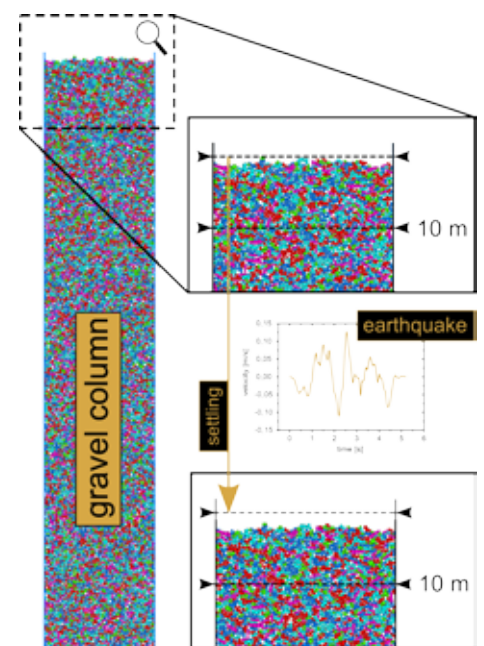 10 m
earthquake
0.15
0.10
0.05
0.00
-0.05
-0.10
-0.15
velocity [m/s]
0
1
2
3
4
5
6
time [s]
gravel column
settling
10 m